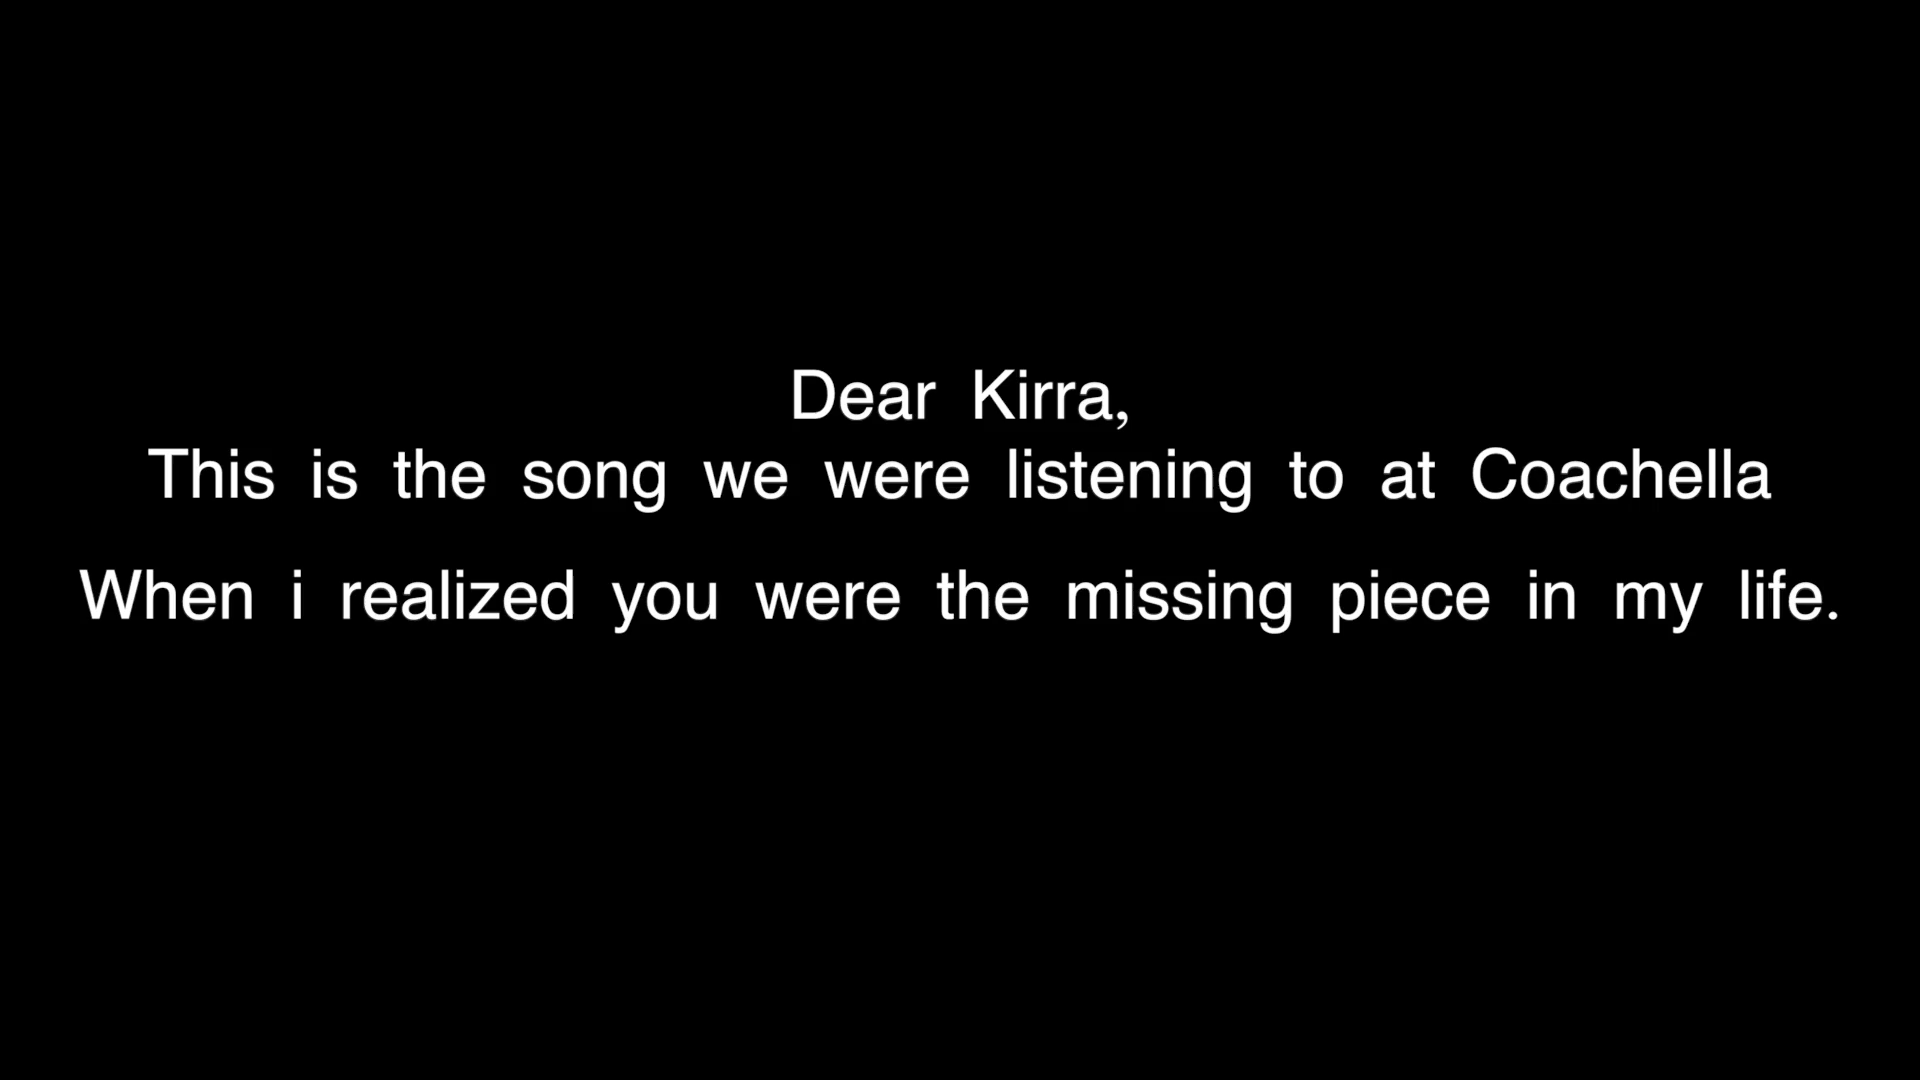 Dear Kirra,
This is the song we were listening to at Coachella
When i realized you were the missing piece in my life.